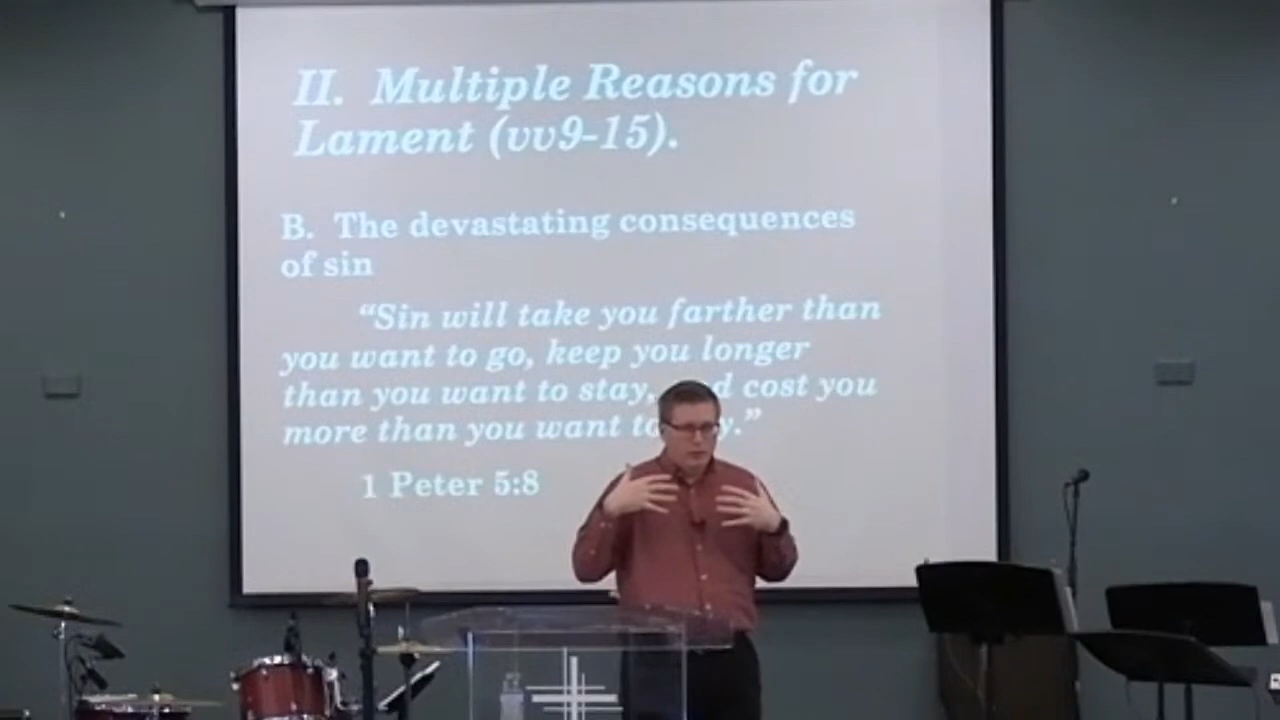 II. Multiple Reasons for
Lament (vv9-15).
B. The devastating consequences
of sin
“Sin will take you farther than
you want to go, keep you longer
than you want to stay, cost you
more than you want
1 Peter 5:8